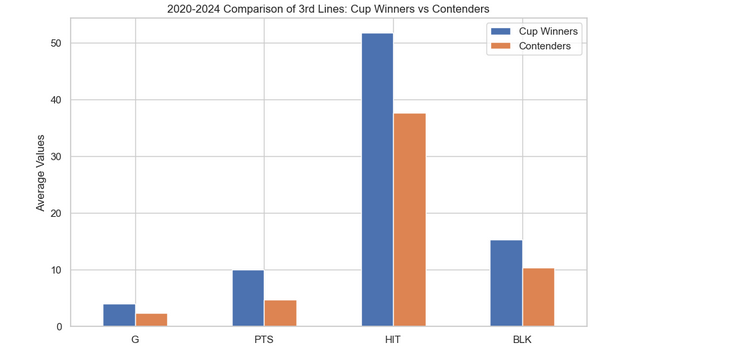 2020-2024 Comparison of 3rd Lines: Cup Winners vs Contenders
Cup Winners
Contenders
Average Values
50
40
30
20
10
0
G PTS HIT BLK